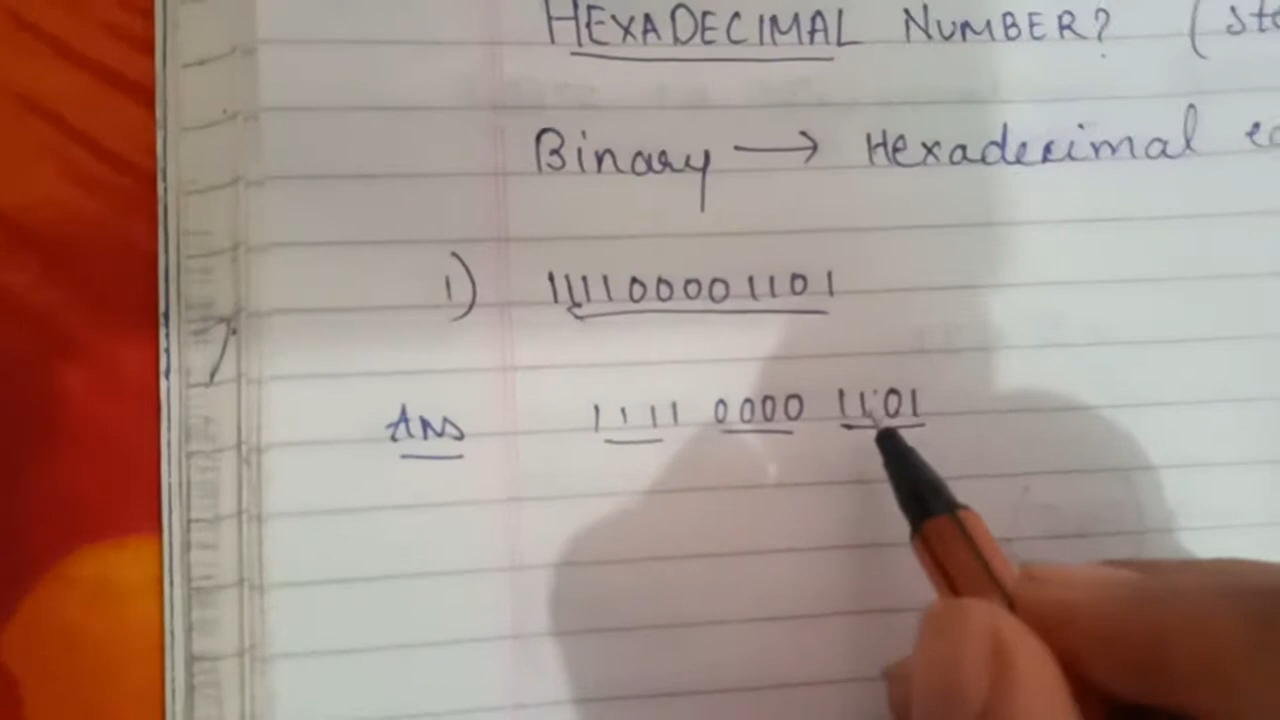 HEXADECIMAL NUMBER? (
Binary → Hexadecimal
1) 111100001101
Ans 1111 0000 1101